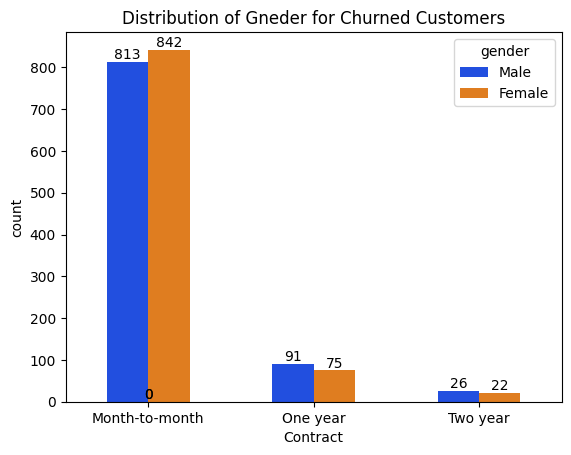 Distribution of Gneder for Churned Customers
gender
Male
Female
count
800
700
600
500
400
300
200
100
0
813
842
0
91
75
26
22
Month-to-month
One year
Two year
Contract